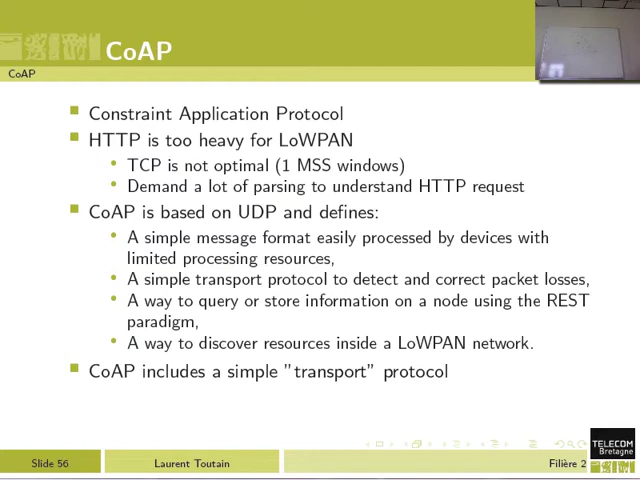 CoAP
CoAP
Constraint Application Protocol
HTTP is too heavy for LoWPAN
TCP is not optimal (1 MSS windows)
Demand a lot of parsing to understand HTTP request
CoAP is based on UDP and defines:
A simple message format easily processed by devices with
limited processing resources,
A simple transport protocol to detect and correct packet losses,
A way to query or store information on a node using the REST
paradigm,
A way to discover resources inside a LoWPAN network.
CoAP includes a simple ”transport” protocol
TELECOM
Bretagne
Slide 56
Laurent Toutain
Filière 2